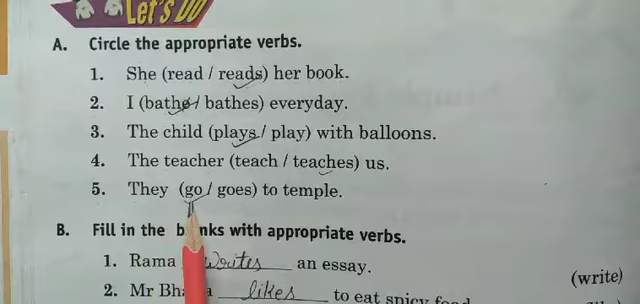 Let's Do
A. Circle the appropriate verbs.
1. She (read / reads) her book.
2. I (bathe / bathes) everyday.
3. The child (plays / play) with balloons.
4. The teacher (teach / teaches) us.
5. They (go / goes) to temple.
B. Fill in the nks with appropriate verbs.
1. Rama writes an essay. (write)
2. Mr likes to eat spicy food